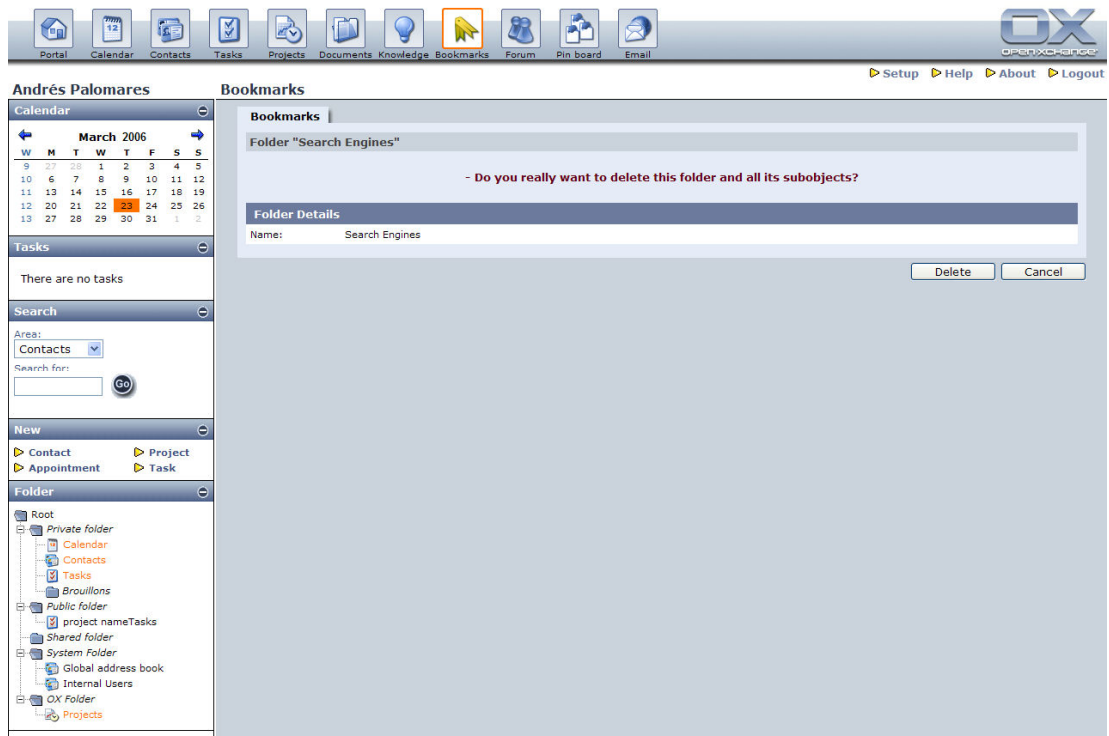 Portal Calendar Contacts Tasks Projects Documents Knowledge Bookmarks Forum Pin board Email
OX
OPEN-XCHANGE
Setup Help About Logout
Andrés Palomares
Bookmarks
Calendar
March 2006
W M T W T F S S
9 27 28 1 2 3 4 5
10 6 7 8 9 10 11 12
11 13 14 15 16 17 18 19
12 20 21 22 23 24 25 26
13 27 28 29 30 31 1 2
Tasks
There are no tasks
Search
Area:
Contacts
Search for:
Go
New
Contact Project
Appointment Task
Folder
Root
Private folder
Calendar
Contacts
Tasks
Brouillons
Public folder
project nameTasks
Shared folder
System Folder
Global address book
Internal Users
OX Folder
Projects
Bookmarks
Folder "Search Engines"
- Do you really want to delete this folder and all its subobjects?
Folder Details
Name: Search Engines
Delete Cancel